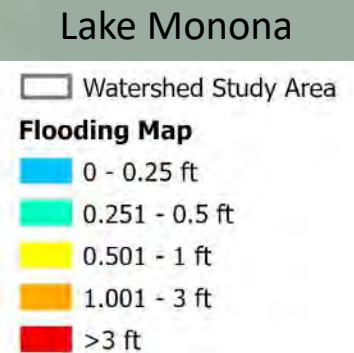 Lake Monona
Watershed Study Area
Flooding Map
0 - 0.25 ft
0.251 - 0.5 ft
0.501 - 1 ft
1.001 - 3 ft
>3 ft